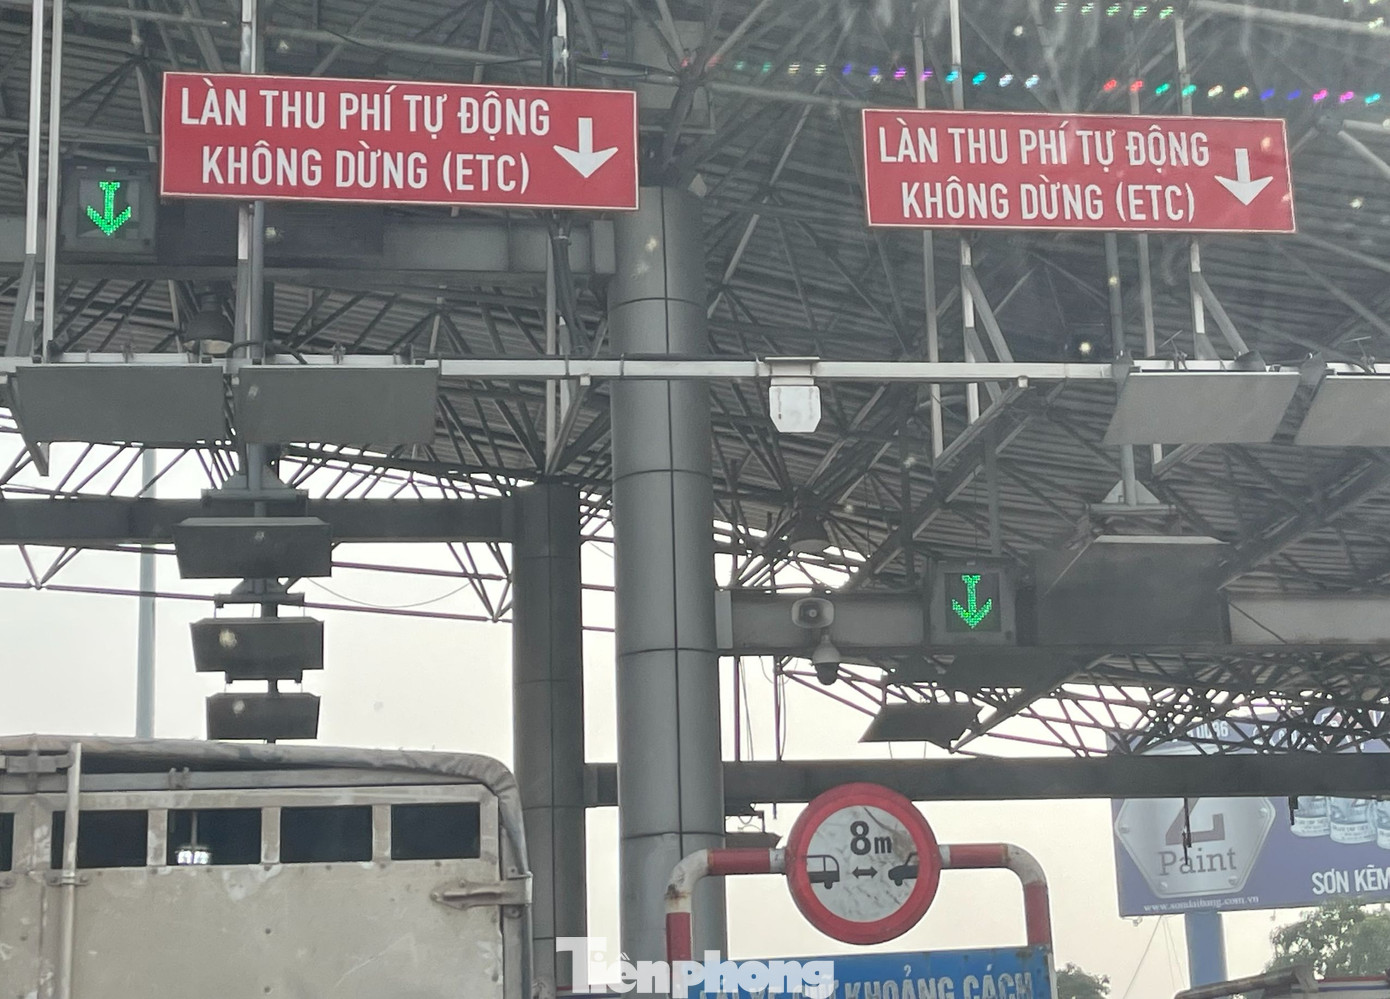 LÀN THU PHÍ TỰ ĐỘNG
KHÔNG DỪNG (ETC)
LÀN THU PHÍ TỰ ĐỘNG
KHÔNG DỪNG (ETC)
8m
Paint
SƠN KẼM
KHOẢNG CÁCH
Tiền phong